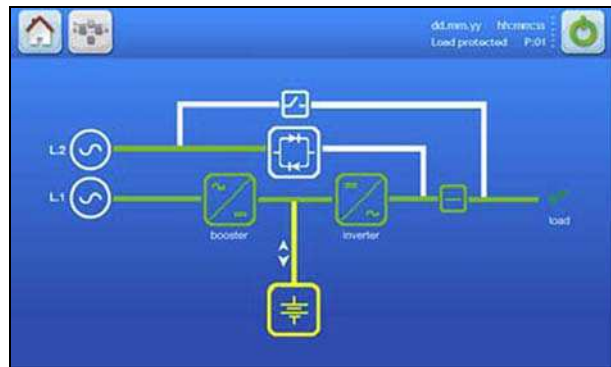 dd.mm.yy hh:mm:ss
Load protected P:01
L2
L1
booster
inverter
load